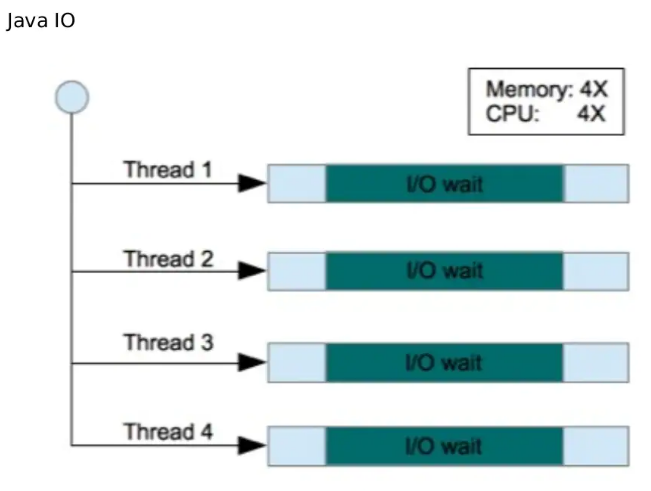 Java IO
Memory: 4X
CPU: 4X
Thread 1
I/O wait
Thread 2
I/O wait
Thread 3
I/O wait
Thread 4
I/O wait